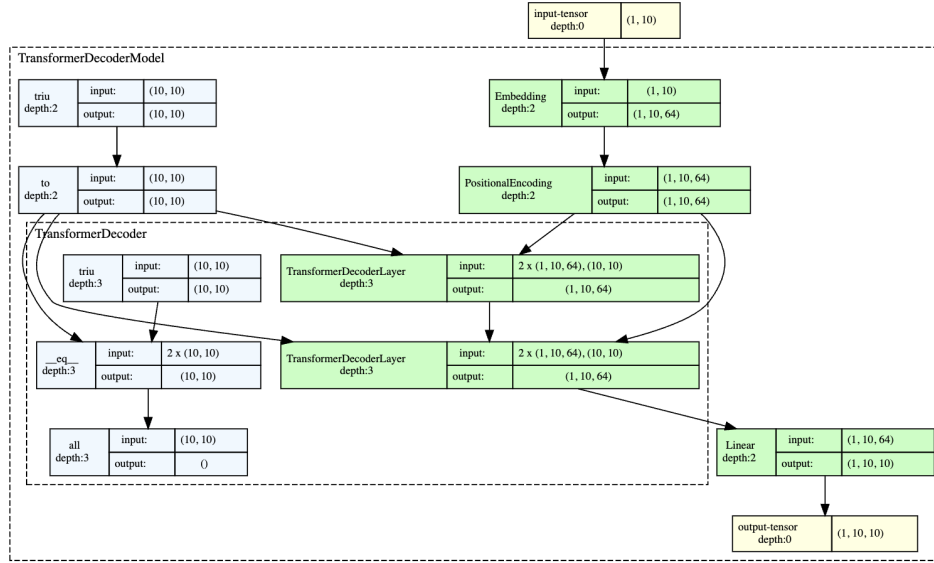 input-tensor
depth:0
(1, 10)
TransformerDecoderModel
triu
depth:2
input:
(10, 10)
output:
(10, 10)
Embedding
depth:2
input:
(1, 10)
output:
(1, 10, 64)
to
depth:2
input:
(10, 10)
output:
(10, 10)
PositionalEncoding
depth:2
input:
(1, 10, 64)
output:
(1, 10, 64)
TransformerDecoder
triu
depth:3
input:
(10, 10)
output:
(10, 10)
TransformerDecoderLayer
depth:3
input:
2 x (1, 10, 64), (10, 10)
output:
(1, 10, 64)
__eq__
depth:3
input:
2 x (10, 10)
output:
(10, 10)
TransformerDecoderLayer
depth:3
input:
2 x (1, 10, 64), (10, 10)
output:
(1, 10, 64)
all
depth:3
input:
(10, 10)
output:
()
Linear
depth:2
input:
(1, 10, 64)
output:
(1, 10, 10)
output-tensor
depth:0
(1, 10, 10)